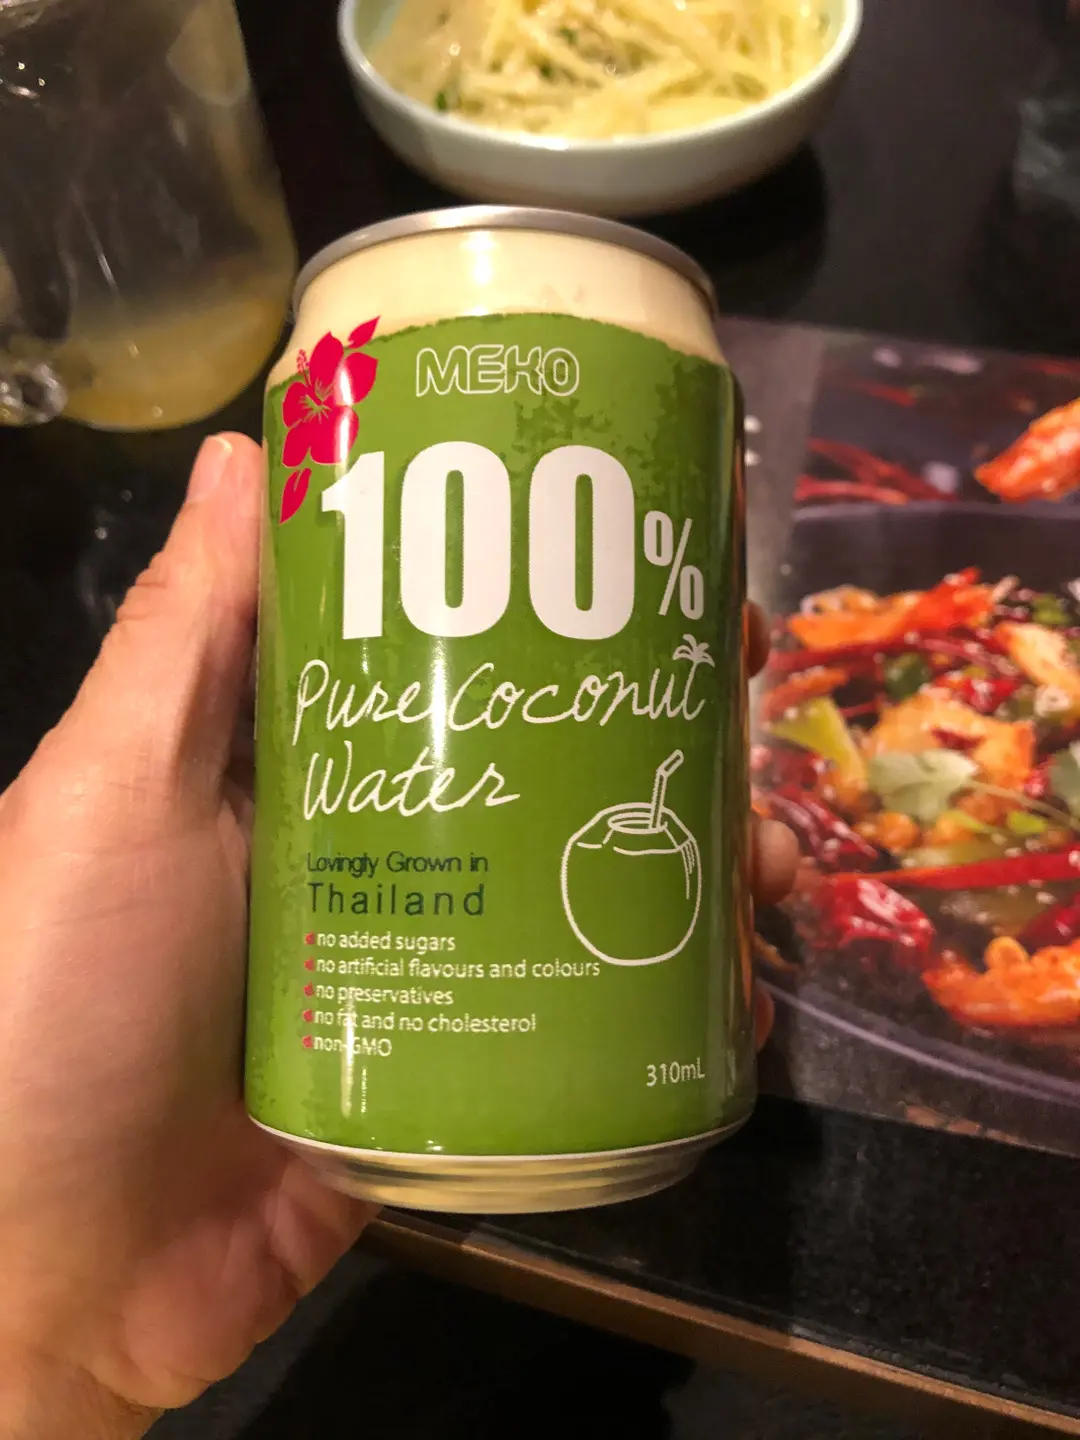 MEKO
100%
Pure Coconut
Water
Lovingly Grown in
Thailand
no added sugars
no artificial flavours and colours
no preservatives
no fat and no cholesterol
non-GMO
310mL